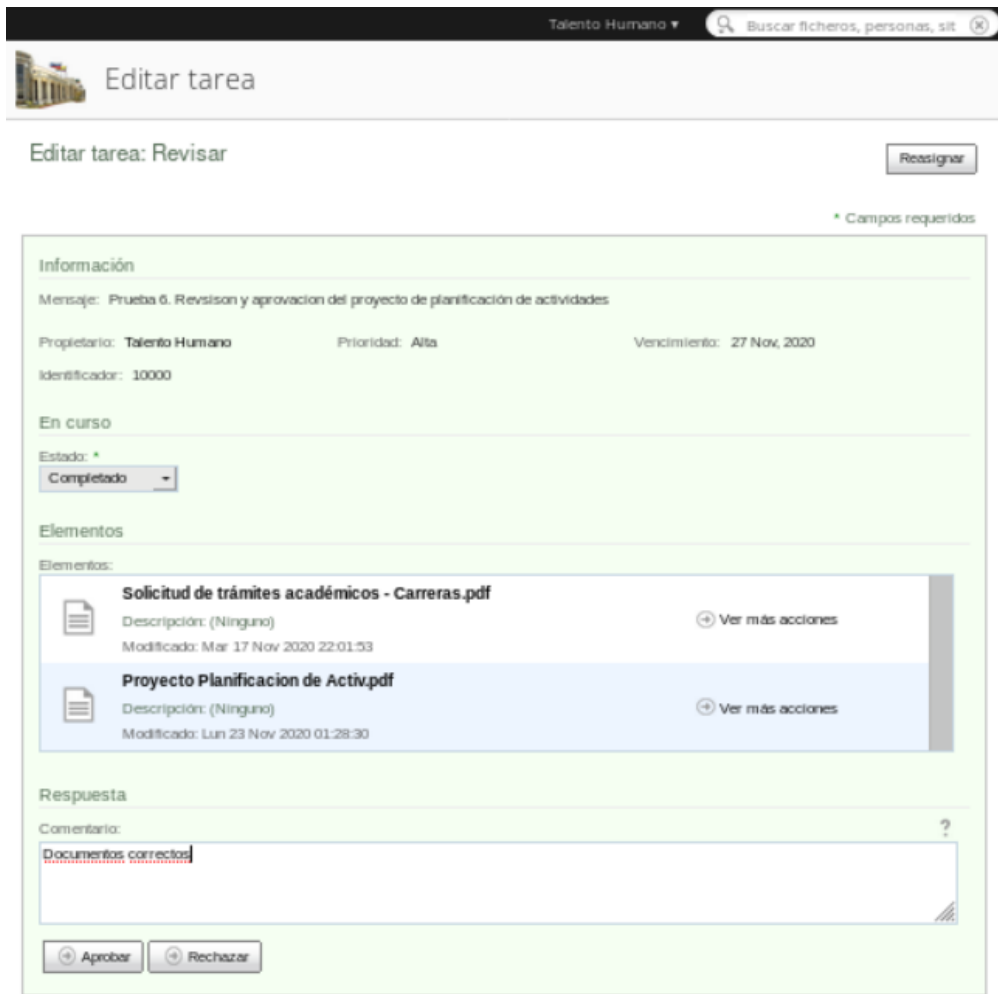 Talento Humano ▾ Buscar ficheros, personas, sit
Editar tarea
Editar tarea: Revisar
Reasignar
* Campos requeridos
Información
Mensaje: Prueba 6. Revsison y aprovacion del proyecto de planificación de actividades
Propietario: Talento Humano Prioridad: Alta Vencimiento: 27 Nov, 2020
Identificador: 10000
En curso
Estado: *
Completado
Elementos
Elementos:
Solicitud de trámites académicos - Carreras.pdf
Descripción: (Ninguno)
Ver más acciones
Modificado: Mar 17 Nov 2020 22:01:53
Proyecto Planificacion de Activ.pdf
Descripción: (Ninguno)
Ver más acciones
Modificado: Lun 23 Nov 2020 01:28:30
Respuesta
Comentario: ?
Documentos correctos
Aprobar Rechazar